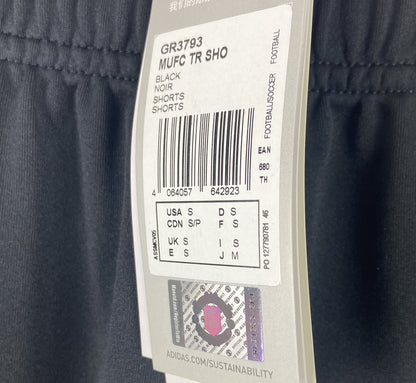 GR3793
MUFC TR SHO
BLACK
NOIR
SHORTS
SHORTS
FOOTBALL
FOOTBALL/SOCCER
EAN
680
TH
4 064057 642923
USA S D S
CDN S/P F S
UK S I S
E S J M
PO 127790781 46
ADIDAS.COM/SUSTAINABILITY